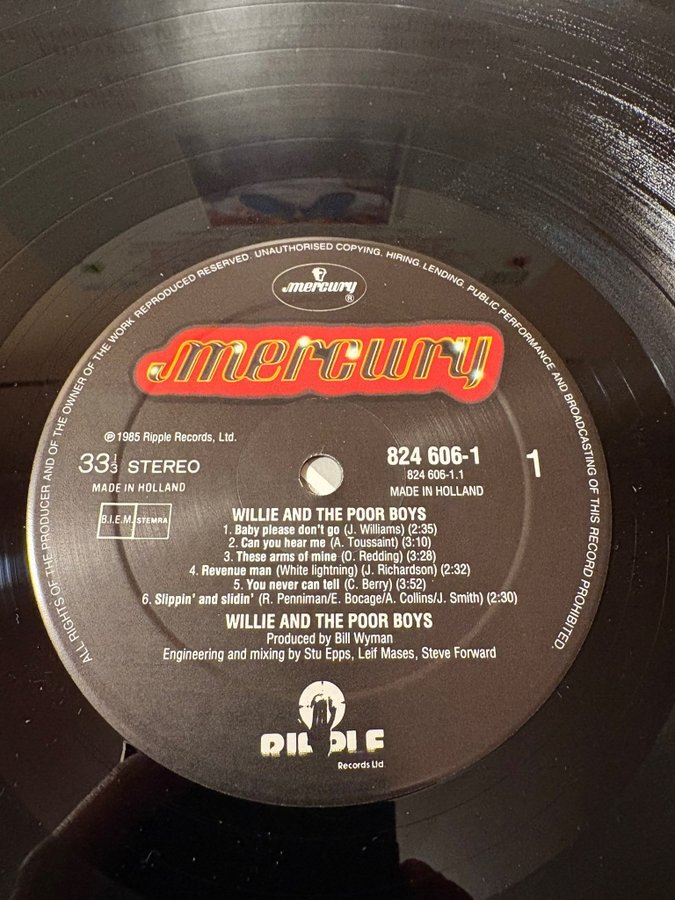 ALL RIGHTS OF THE PRODUCER AND OF THE OWNER OF THE WORK REPRODUCED RESERVED. UNAUTHORISED COPYING, HIRING, LENDING, PUBLIC PERFORMANCE AND BROADCASTING OF THIS RECORD PROHIBITED.
mercury ®
mercury
℗ 1985 Ripple Records, Ltd.
33⅓ STEREO
MADE IN HOLLAND
B.I.E.M. STEMRA
824 606-1
824 606-1.1
MADE IN HOLLAND
1
WILLIE AND THE POOR BOYS
1. Baby please don't go (J. Williams) (2:35)
2. Can you hear me (A. Toussaint) (3:10)
3. These arms of mine (O. Redding) (3:28)
4. Revenue man (White lightning) (J. Richardson) (2:32)
5. You never can tell (C. Berry) (3:52)
6. Slippin' and slidin' (R. Penniman/E. Bocage/A. Collins/J. Smith) (2:30)
WILLIE AND THE POOR BOYS
Produced by Bill Wyman
Engineering and mixing by Stu Epps, Leif Mases, Steve Forward
RIPPLE
Records Ltd